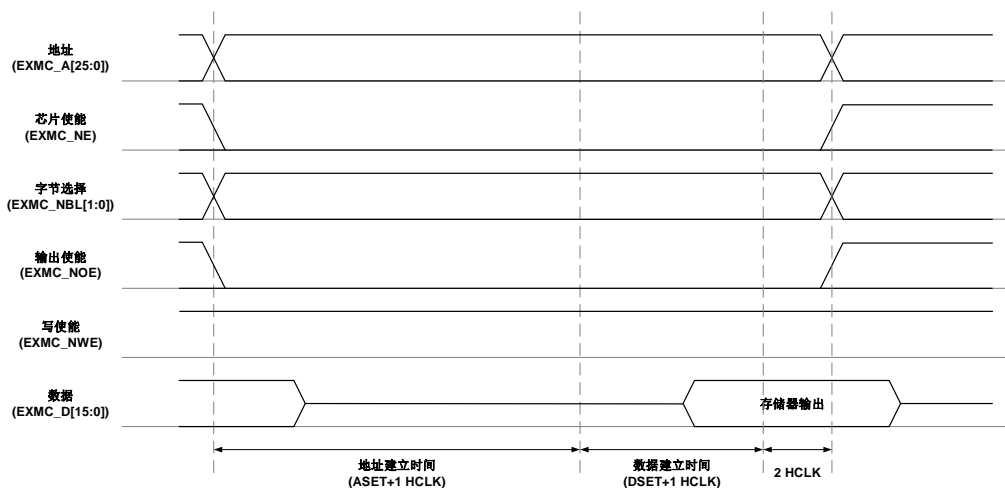 地址
(EXMC_A[25:0])
芯片使能
(EXMC_NE)
字节选择
(EXMC_NBL[1:0])
输出使能
(EXMC_NOE)
写使能
(EXMC_NWE)
数据
(EXMC_D[15:0])
存储器输出
地址建立时间
(ASET+1 HCLK)
数据建立时间
(DSET+1 HCLK)
2 HCLK